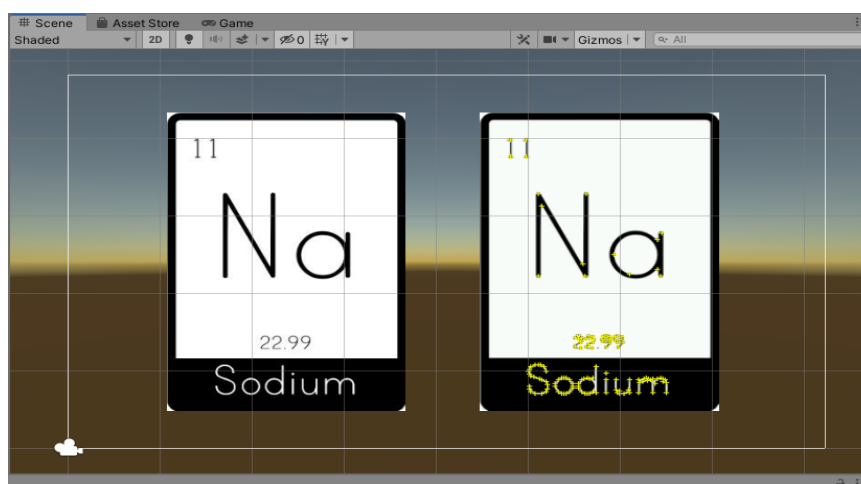 Scene Asset Store Game
Shaded 2D 0 Gizmos All
11
Na
22.99
Sodium
11
Na
22.99
Sodium